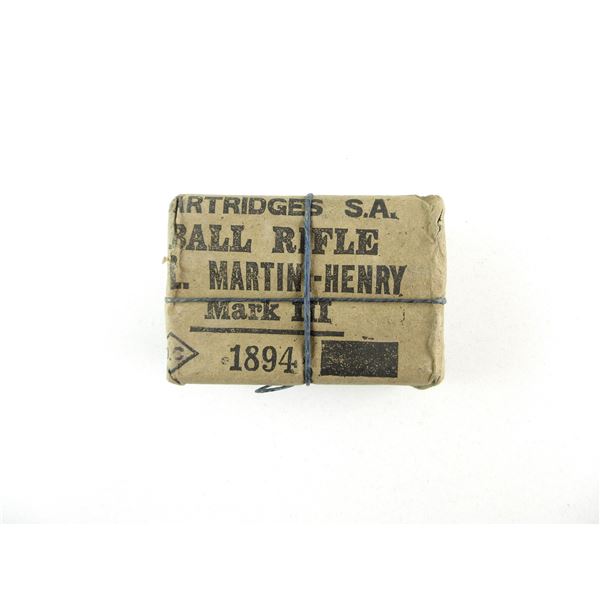 ARTRIDGES S.A.
BALL RIFLE
L. MARTINI-HENRY
Mark III
C
1894